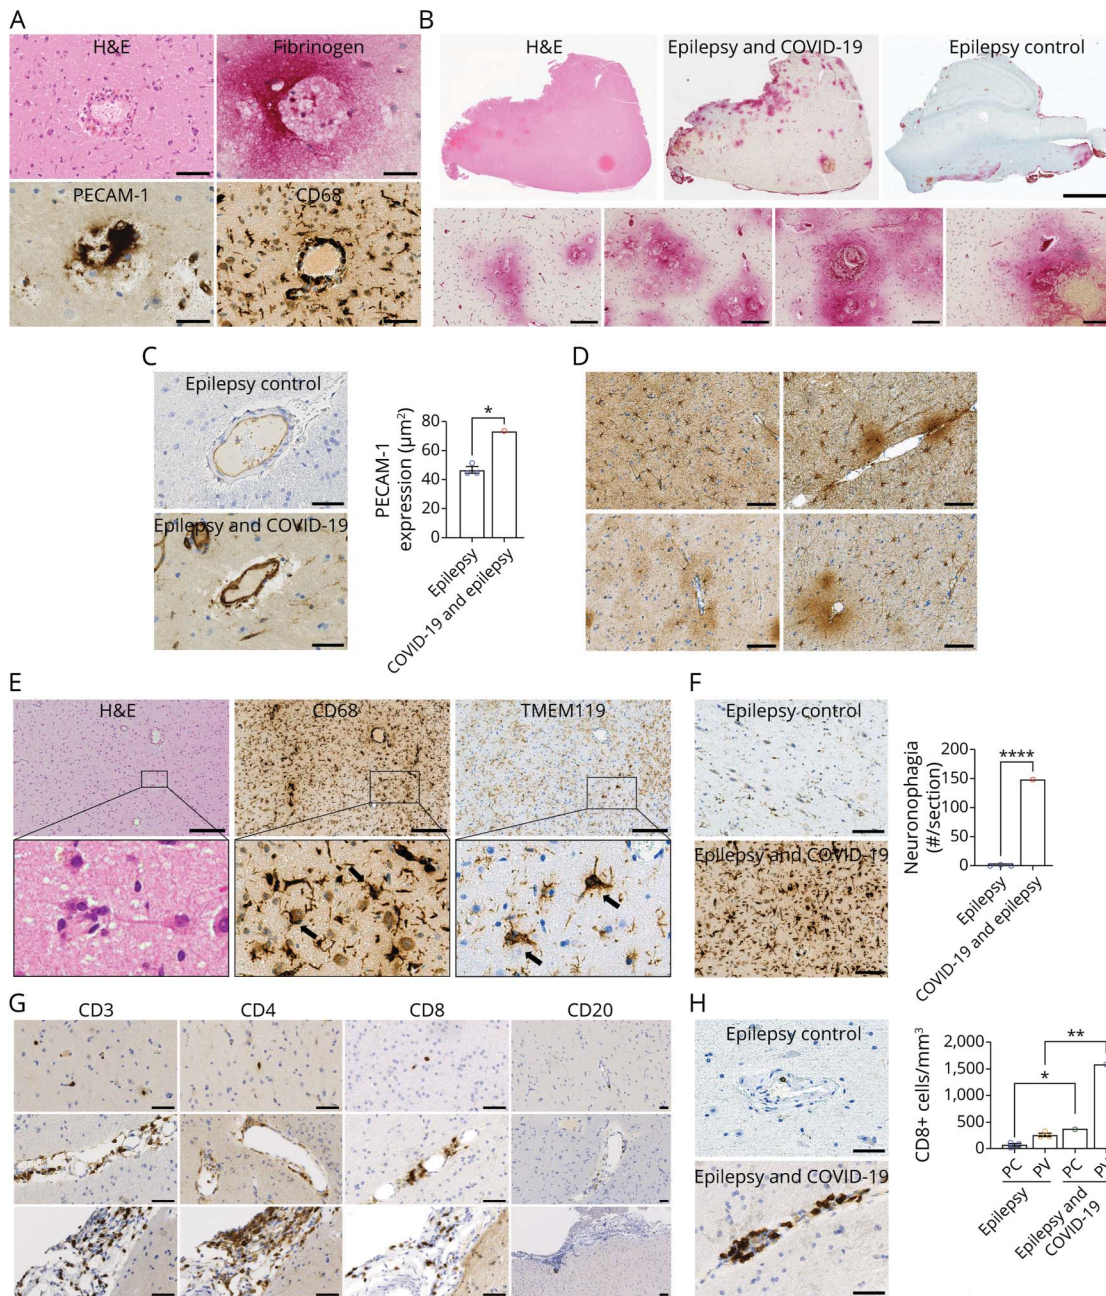 A
H&E
Fibrinogen
PECAM-1
CD68
B
H&E
Epilepsy and COVID-19
Epilepsy control
C
Epilepsy control
Epilepsy and COVID-19
PECAM-1
expression (μm²)
80
60
40
20
0
*
Epilepsy
COVID-19 and epilepsy
D
E
H&E
CD68
TMEM119
F
Epilepsy control
Epilepsy and COVID-19
Neuronophagia
(#/section)
200
150
100
50
0
****
Epilepsy
COVID-19 and epilepsy
G
CD3
CD4
CD8
CD20
H
Epilepsy control
Epilepsy and COVID-19
CD8+ cells/mm³
2,000
1,500
1,000
500
0
**
*
PC
PV
PC
Epilepsy
Epilepsy and
COVID-19